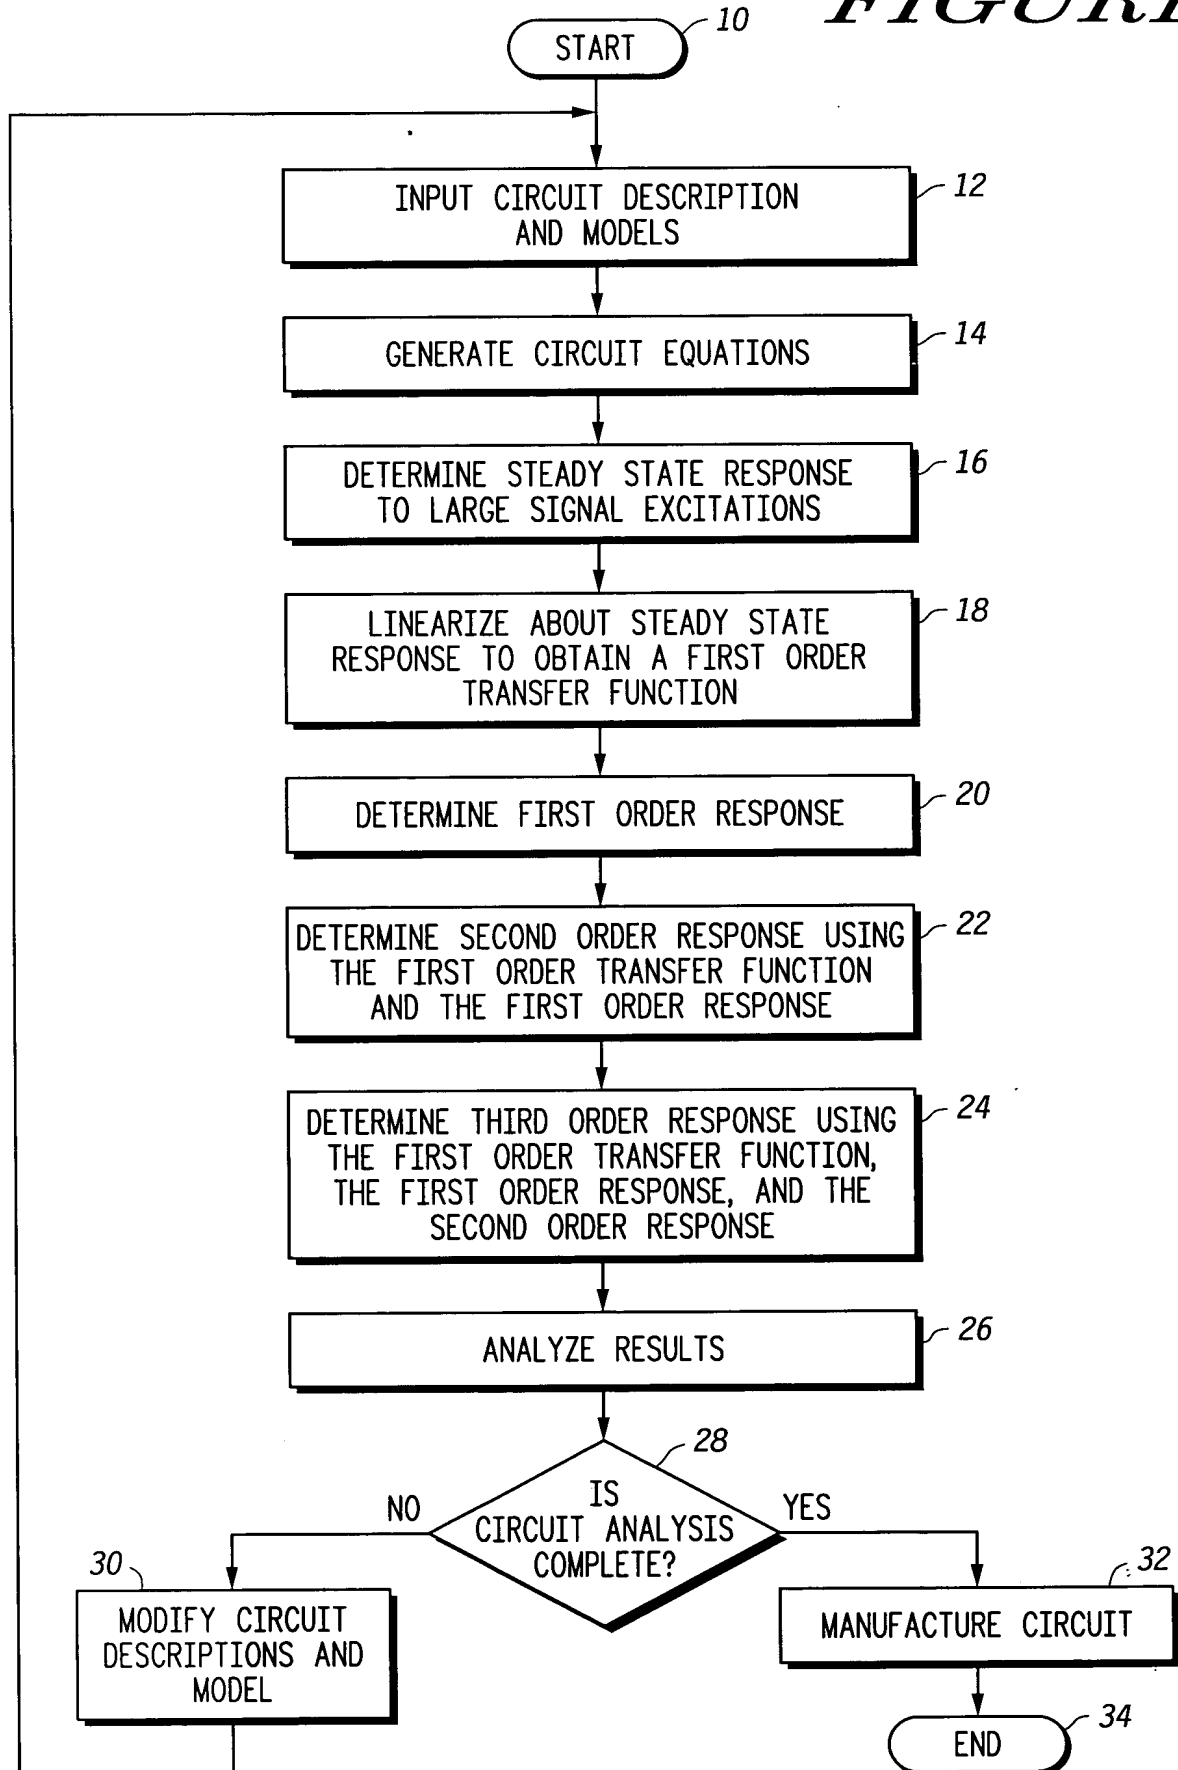 FIGURE
10
START
12
INPUT CIRCUIT DESCRIPTION
AND MODELS
14
GENERATE CIRCUIT EQUATIONS
16
DETERMINE STEADY STATE RESPONSE
TO LARGE SIGNAL EXCITATIONS
18
LINEARIZE ABOUT STEADY STATE
RESPONSE TO OBTAIN A FIRST ORDER
TRANSFER FUNCTION
20
DETERMINE FIRST ORDER RESPONSE
22
DETERMINE SECOND ORDER RESPONSE USING
THE FIRST ORDER TRANSFER FUNCTION
AND THE FIRST ORDER RESPONSE
24
DETERMINE THIRD ORDER RESPONSE USING
THE FIRST ORDER TRANSFER FUNCTION,
THE FIRST ORDER RESPONSE, AND THE
SECOND ORDER RESPONSE
26
ANALYZE RESULTS
28
IS
CIRCUIT ANALYSIS
COMPLETE?
NO
YES
30
MODIFY CIRCUIT
DESCRIPTIONS AND
MODEL
32
MANUFACTURE CIRCUIT
34
END